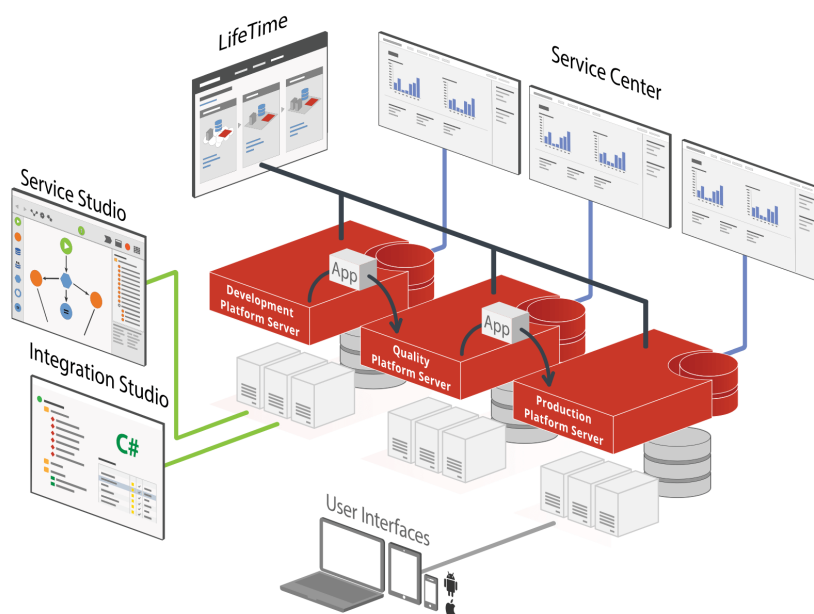 LifeTime
Service Center
Service Studio
App
Development
Platform Server
App
Quality
Platform Server
Integration Studio
C#
Production
Platform Server
User Interfaces